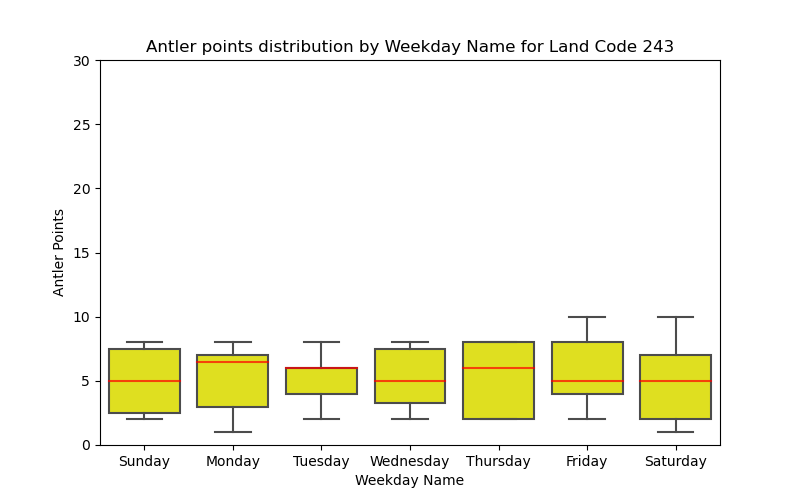 Antler points distribution by Weekday Name for Land Code 243
30
25
20
15
10
5
0
Antler Points
Sunday Monday Tuesday Wednesday Thursday Friday Saturday
Weekday Name